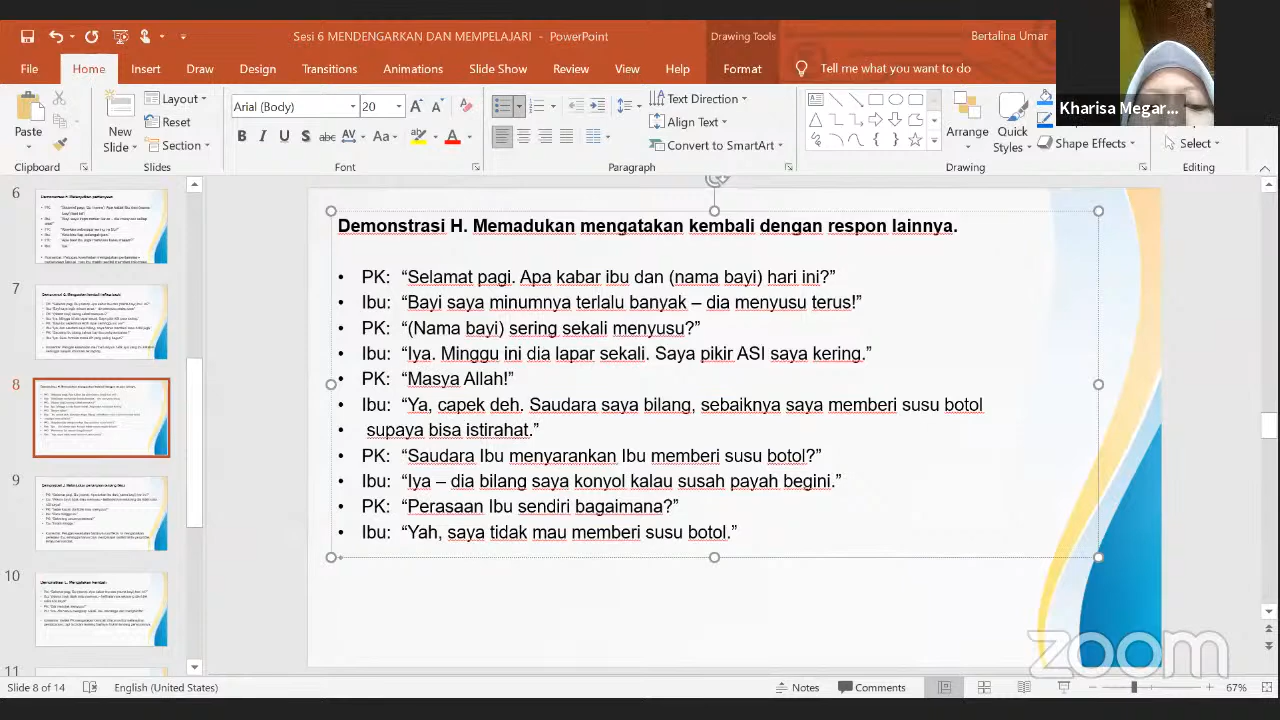 Sesi 6 MENDENGARKAN DAN MEMPELAJARI - PowerPoint
Drawing Tools
Bertalina Umar
File Home Insert Draw Design Transitions Animations Slide Show Review View Help Format Tell me what you want to do
Kharisa Megar...
Paste
New
Slide
Layout
Reset
Section
Arial (Body) 20
Text Direction
Align Text
Convert to SmartArt
Arrange
Quick
Styles
Shape Effects
Select
Clipboard Slides Font Paragraph Drawing Editing
6
7
8
9
10
11
Demonstrasi H. Memadukan mengatakan kembali dengan respon lainnya.
• PK: “Selamat pagi. Apa kabar ibu dan (nama bayi) hari ini?”
• Ibu: “Bayi saya minumnya terlalu banyak – dia menyusu terus!”
• PK: “(Nama bayi) sering sekali menyusu?”
• Ibu: “Iya. Minggu ini dia lapar sekali. Saya pikir ASI saya kering.”
• PK: “Masya Allah!”
• Ibu: “Ya, capek saya. Saudara saya bilang, sebaiknya saya memberi susu botol
• supaya bisa istirahat.”
• PK: “Saudara Ibu menyarankan Ibu memberi susu botol?”
• Ibu: “Iya – dia bilang saya konyol kalau susah payah begini.”
• PK: “Perasaan Ibu sendiri bagaimana?”
• Ibu: “Yah, saya tidak mau memberi susu botol.”
zoom
Slide 8 of 14 English (United States) Notes Comments 67%